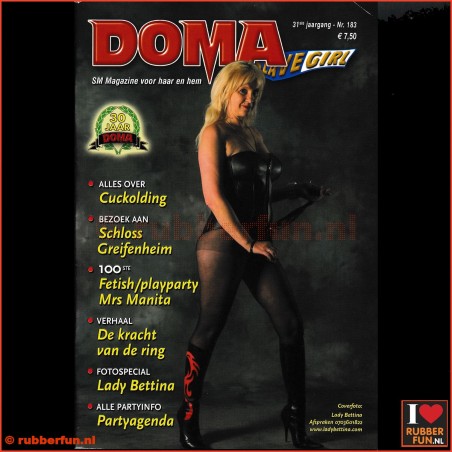 31ste jaargang - Nr. 183
€ 7,50
DOMA
SLAVE GIRL
SM Magazine voor haar en hem
30
JAAR
DOMA
ALLES OVER
Cuckolding
BEZOEK AAN
Schloss
Greifenheim
100STE
Fetish/playparty
Mrs Manita
VERHAAL
De kracht
van de ring
FOTOSPECIAL
Lady Bettina
ALLE PARTYINFO
Partyagenda
Coverfoto:
Lady Bettina
www.ladybettina.com
rubberfun.nl
© rubberfun.nl
I ♥
RUBBER
FUN.NL